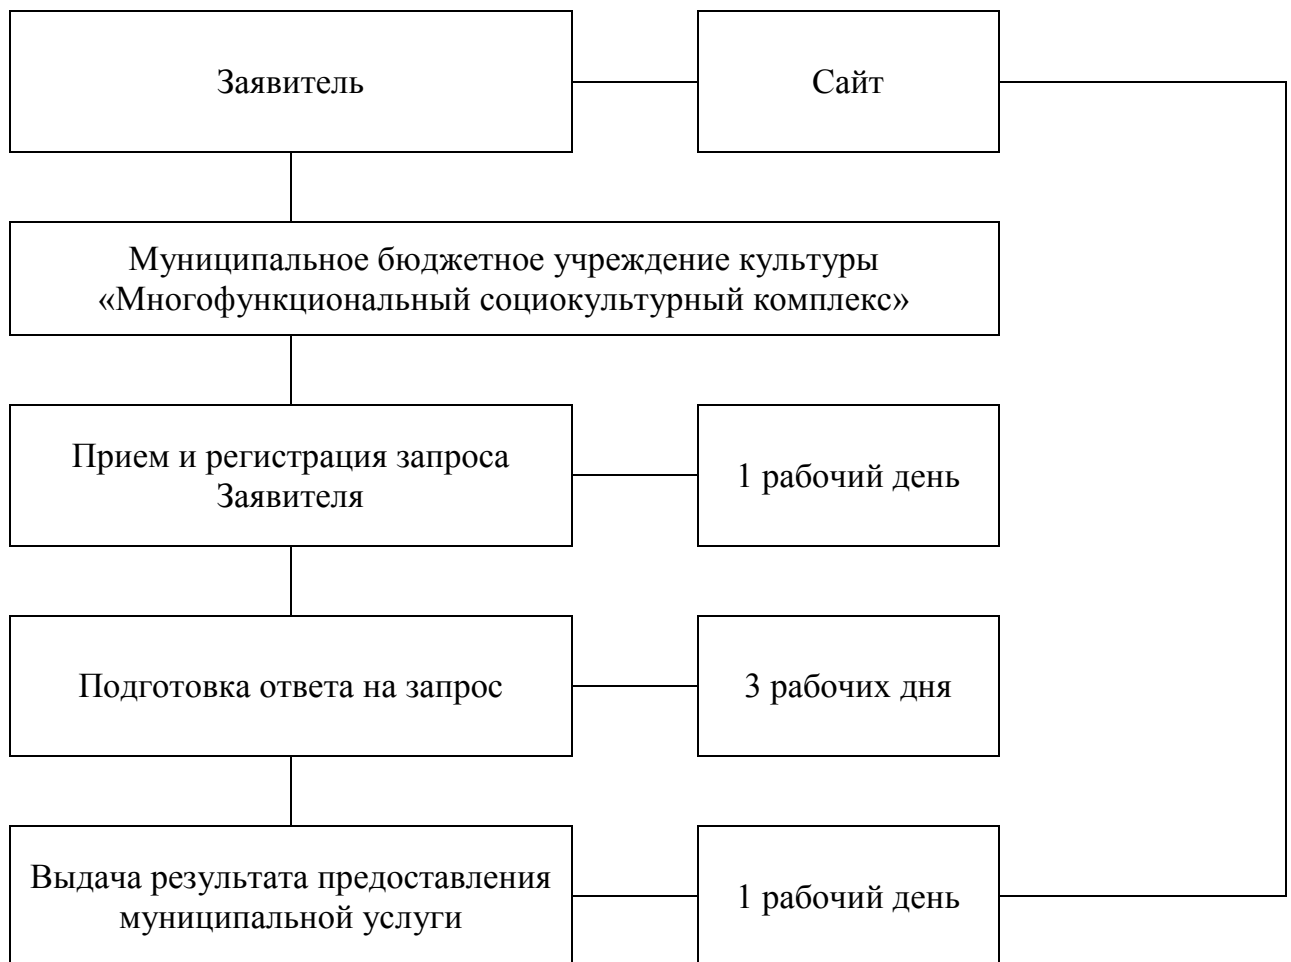 Заявитель
Сайт
Муниципальное бюджетное учреждение культуры
«Многофункциональный социокультурный комплекс»
Прием и регистрация запроса
Заявителя
1 рабочий день
Подготовка ответа на запрос
3 рабочих дня
Выдача результата предоставления
муниципальной услуги
1 рабочий день